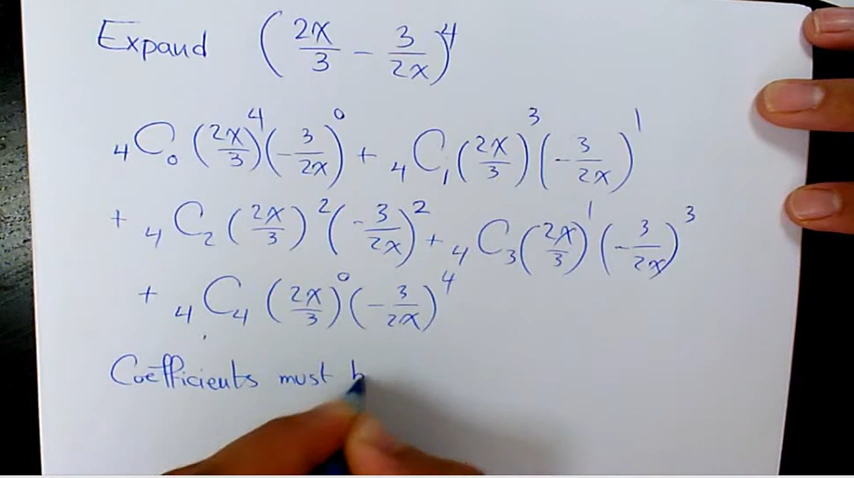 Expand (2x/3 - 3/2x)^4
₄C₀ (2x/3)^4 (-3/2x)^0 + ₄C₁ (2x/3)^3 (-3/2x)^1
+ ₄C₂ (2x/3)^2 (-3/2x)^2 + ₄C₃ (2x/3)^1 (-3/2x)^3
+ ₄C₄ (2x/3)^0 (-3/2x)^4
Coefficients must b